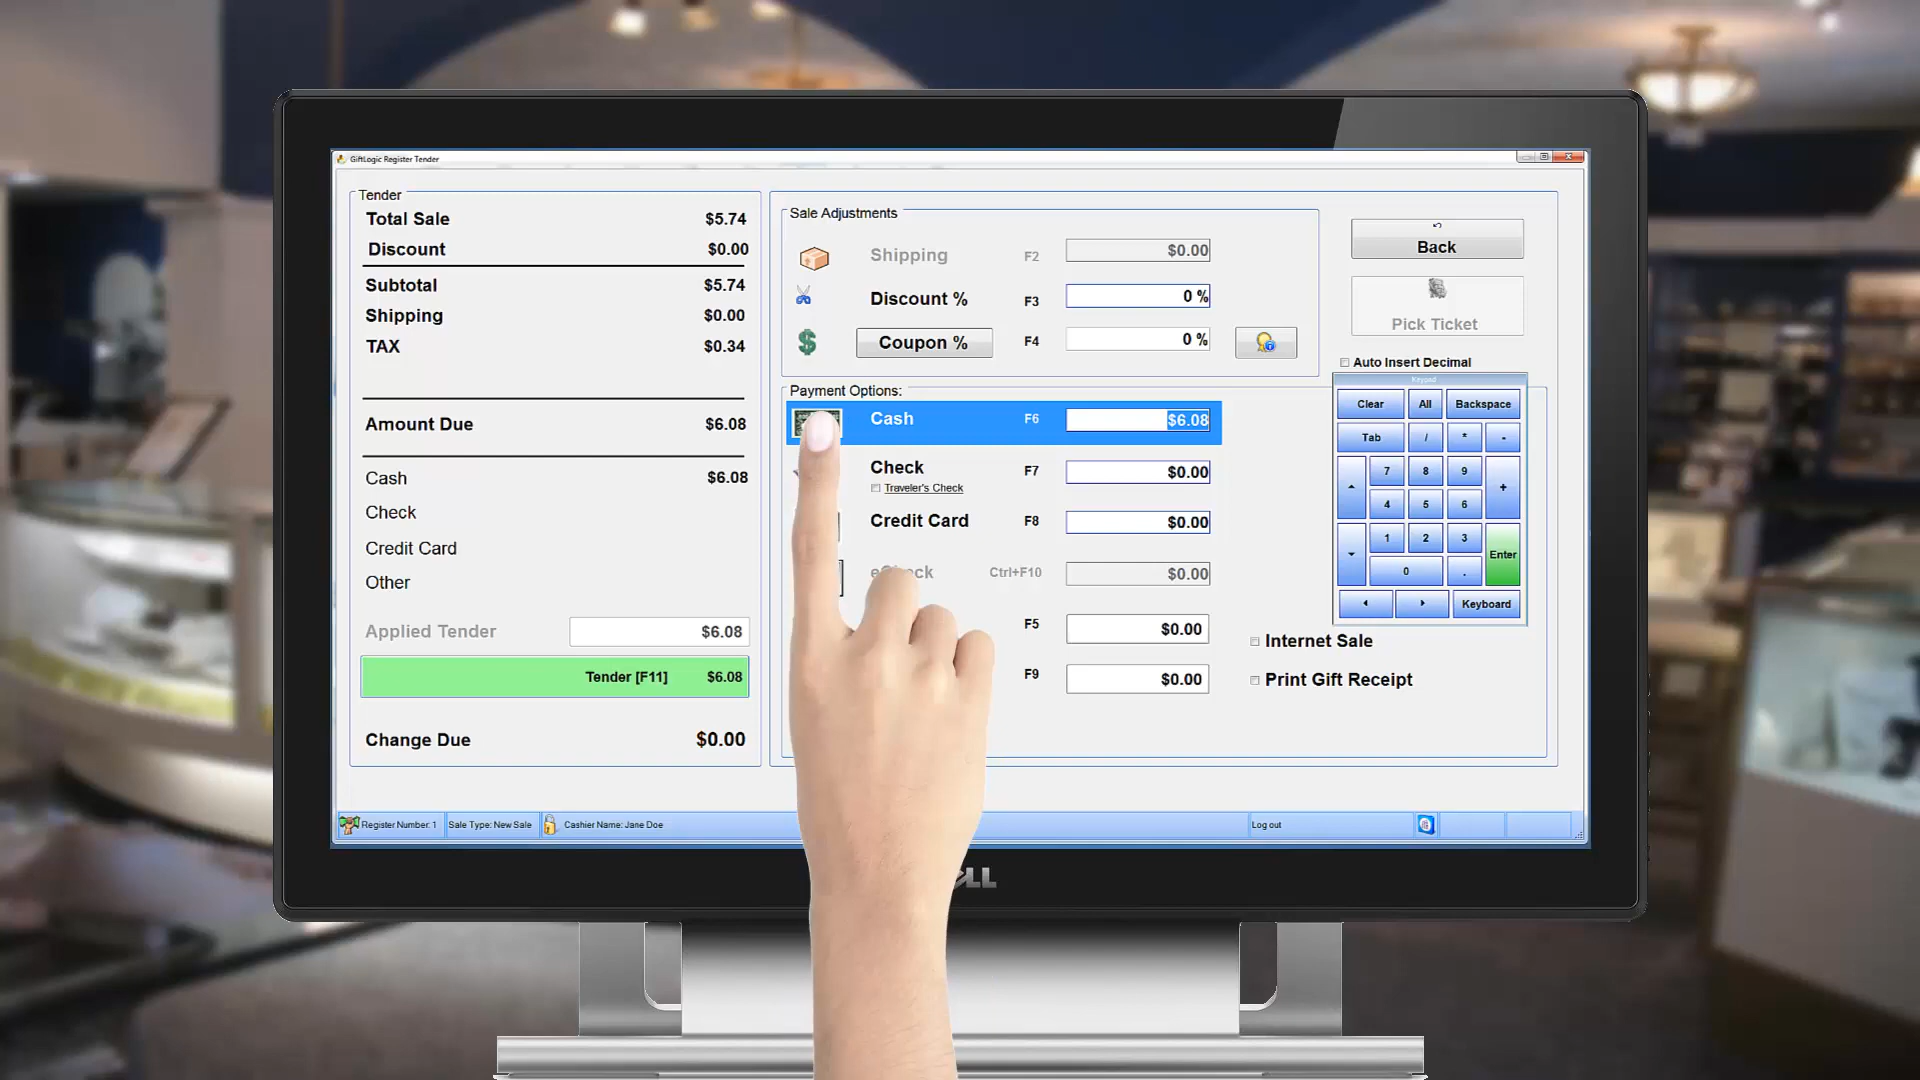 GiftLogic Register Tender
Tender
Total Sale $5.74
Discount $0.00
Subtotal $5.74
Shipping $0.00
TAX $0.34
Amount Due $6.08
Cash $6.08
Check
Credit Card
Other
Applied Tender $6.08
Tender [F11] $6.08
Change Due $0.00
Sale Adjustments
Shipping F2 $0.00
Discount % F3 0 %
Coupon % F4 0 %
Payment Options:
Cash F6 $6.08
Check F7 $0.00
Traveler's Check
Credit Card F8 $0.00
Ctrl+F10 $0.00
F5 $0.00
F9 $0.00
Back
Pick Ticket
Auto Insert Decimal
Keypad
Clear All Backspace
Tab / * -
7 8 9 +
4 5 6
1 2 3 Enter
0 .
Keyboard
Internet Sale
Print Gift Receipt
Register Number: 1 Sale Type: New Sale Cashier Name: Jane Doe Log out